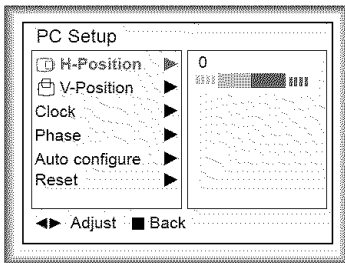 PC Setup
H-Position
0
V-Position
Clock
Phase
Auto configure
Reset
Adjust Back